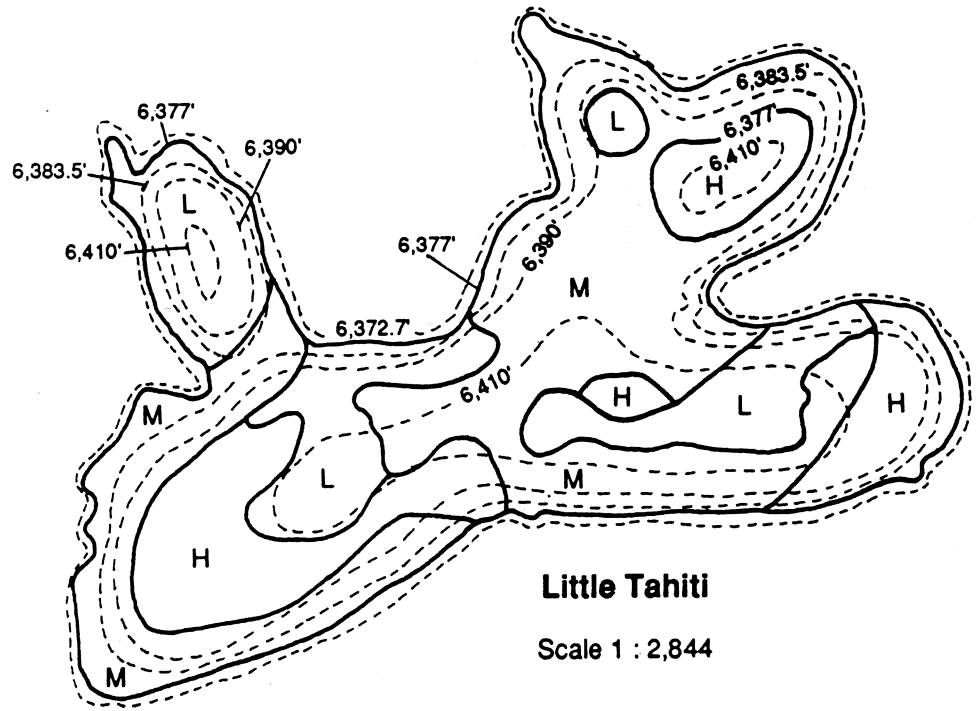 6,383.5'
6,377'
L
6,377'
6,390'
6,410'
H
6,383.5'
L
6,410'
6,377'
6,390'
M
6,372.7'
6,410'
H
L
H
M
L
M
H
Little Tahiti
Scale 1 : 2,844
M